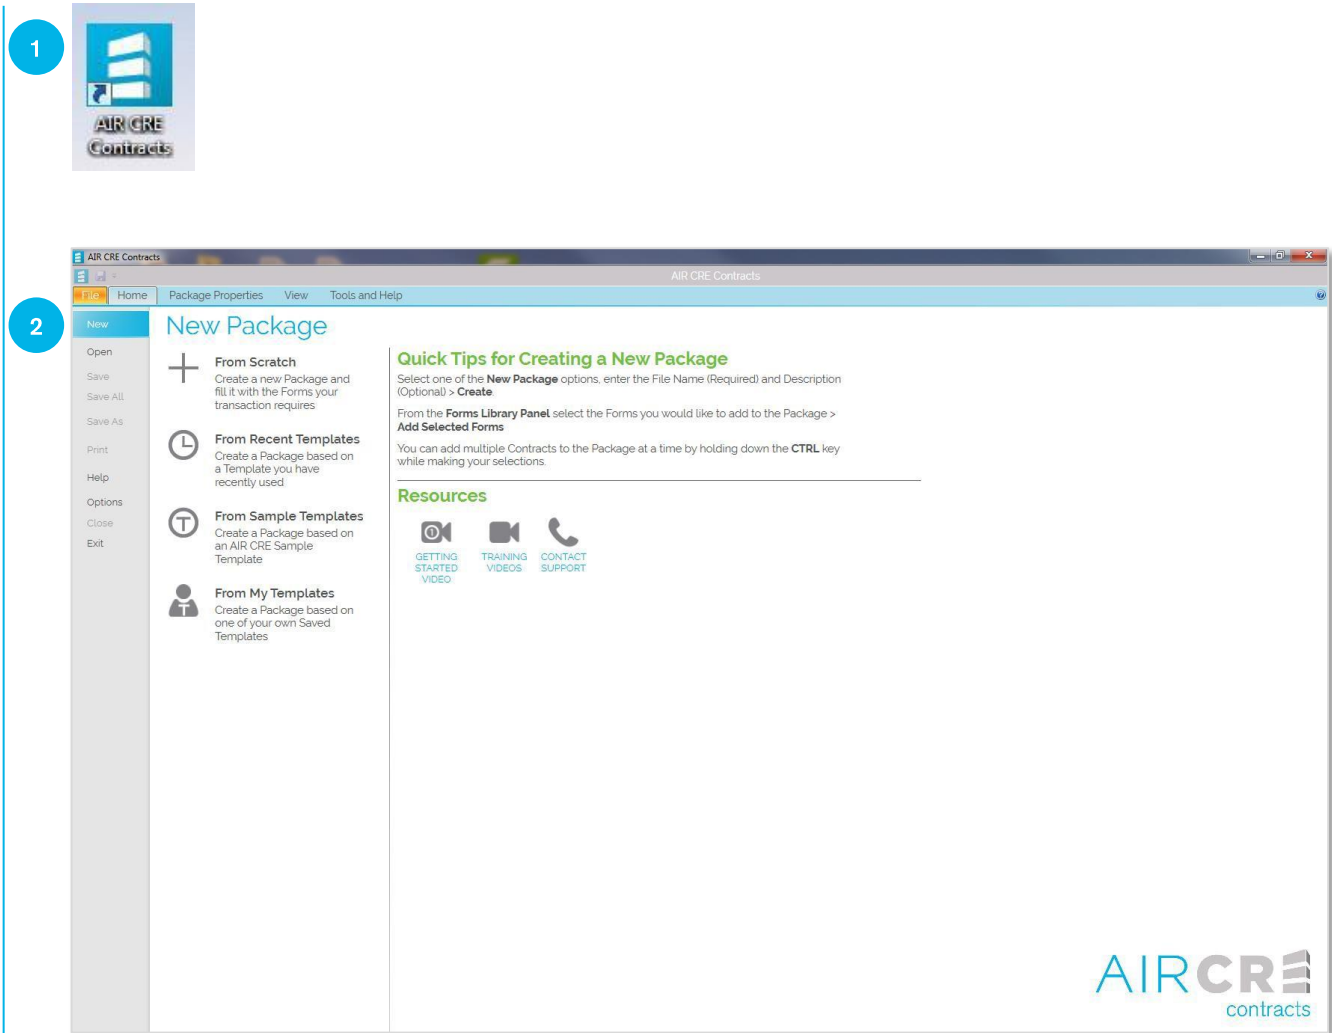 1
AIR CRE
Contracts
AIR CRE Contracts
AIR CRE Contracts
File Home Package Properties View Tools and Help
2
New
Open
Save
Save All
Save As
Print
Help
Options
Close
Exit
New Package
From Scratch
Create a new Package and
fill it with the Forms your
transaction requires
From Recent Templates
Create a Package based on
a Template you have
recently used
T
From Sample Templates
Create a Package based on
an AIR CRE Sample
Template
T
From My Templates
Create a Package based on
one of your own Saved
Templates
Quick Tips for Creating a New Package
Select one of the New Package options, enter the File Name (Required) and Description
(Optional) > Create
From the Forms Library Panel select the Forms you would like to add to the Package >
Add Selected Forms
You can add multiple Contracts to the Package at a time by holding down the CTRL key
while making your selections.
Resources
1
GETTING
STARTED
VIDEO
TRAINING
VIDEOS
CONTACT
SUPPORT
AIRCRE
contracts